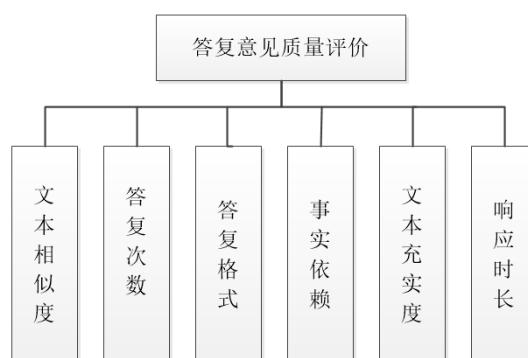 答复意见质量评价
文本相似度
答复次数
答复格式
事实依赖
文本充实度
响应时长